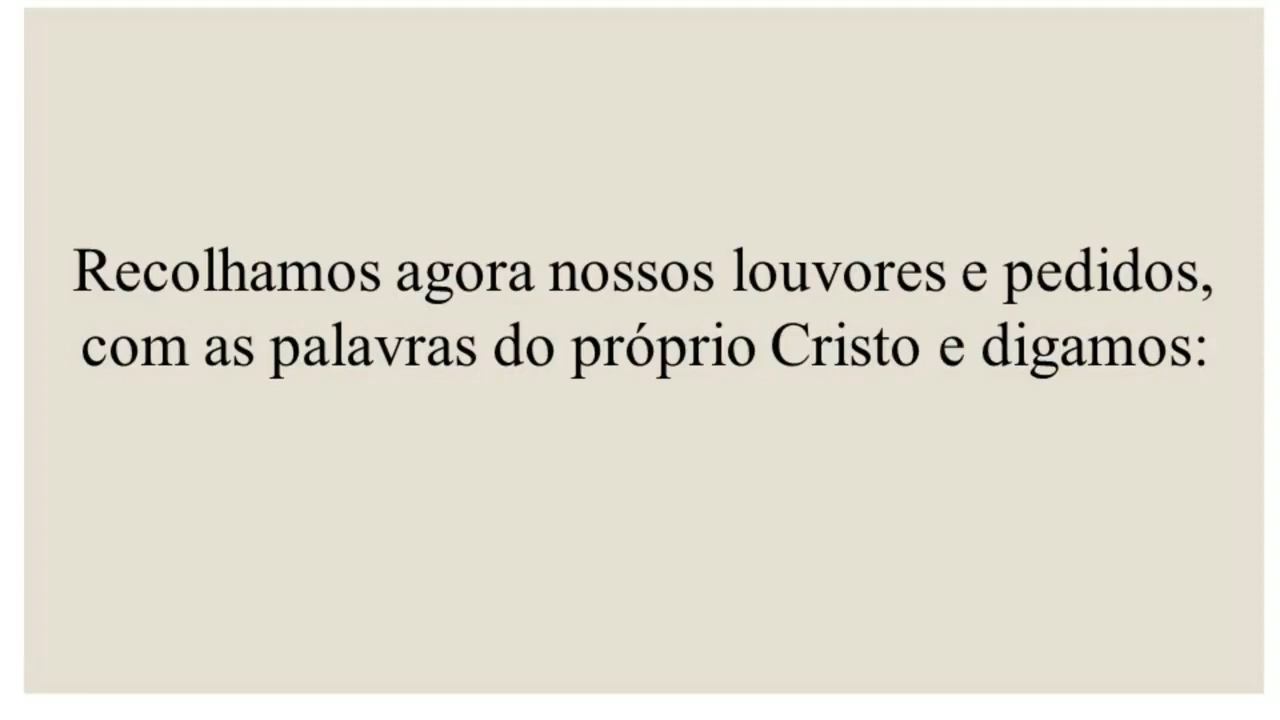 Recolhamos agora nossos louvores e pedidos,
com as palavras do próprio Cristo e digamos: